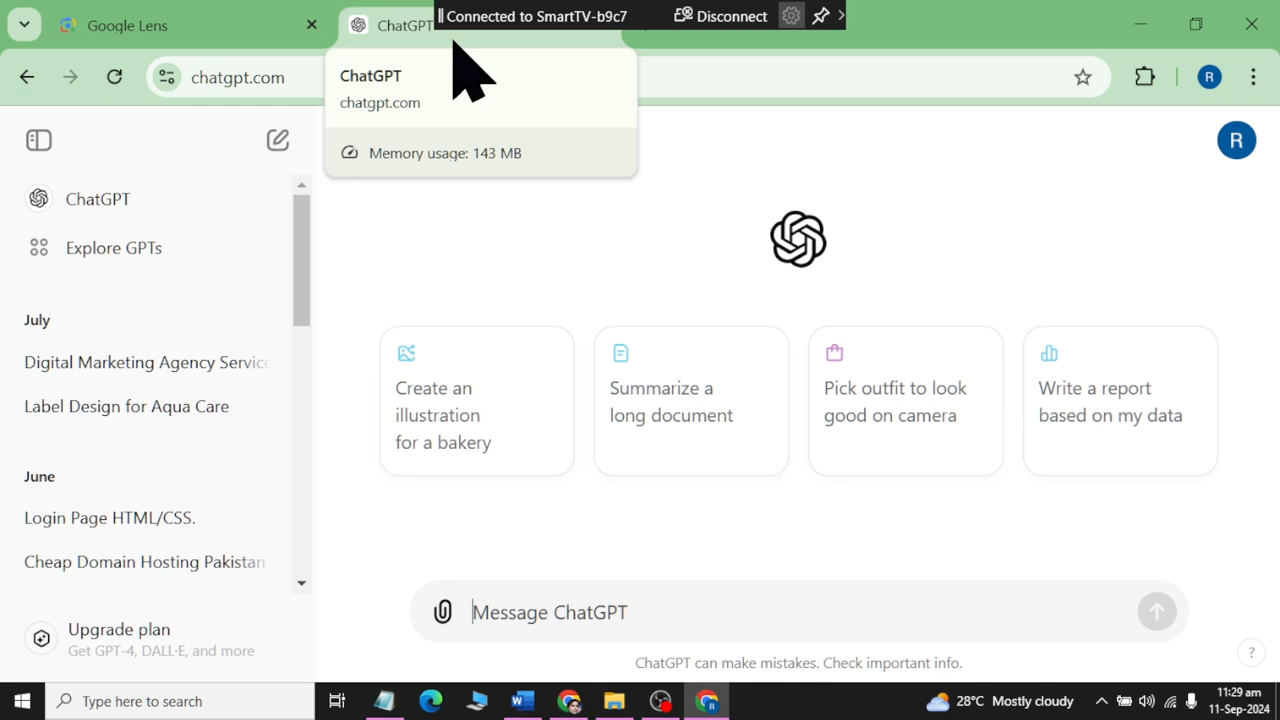 Google Lens
ChatGPT
Connected to SmartTV-b9c7
Disconnect
chatgpt.com
R
ChatGPT
chatgpt.com
Memory usage: 143 MB
R
ChatGPT
Explore GPTs
July
Digital Marketing Agency Service
Label Design for Aqua Care
June
Login Page HTML/CSS.
Cheap Domain Hosting Pakistan
Upgrade plan
Get GPT-4, DALL·E, and more
Create an
illustration
for a bakery
Summarize a
long document
Pick outfit to look
good on camera
Write a report
based on my data
Message ChatGPT
ChatGPT can make mistakes. Check important info.
?
Type here to search
28°C Mostly cloudy
11:29 am
11-Sep-2024